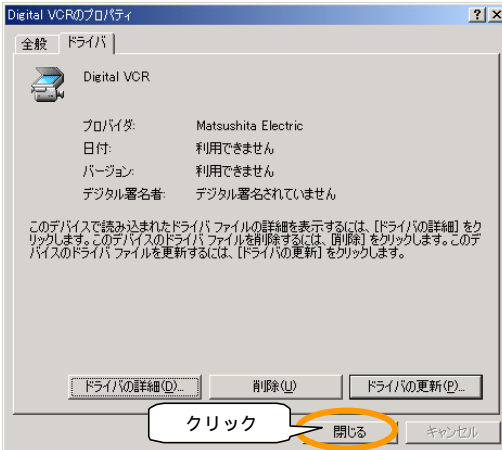 Digital VCRのプロパティ
全般 ドライバ
Digital VCR
プロバイダ: Matsushita Electric
日付: 利用できません
バージョン: 利用できません
デジタル署名者: デジタル署名されていません
このデバイスで読み込まれたドライバ ファイルの詳細を表示するには、[ドライバの詳細] をク
リックします。このデバイスのドライバ ファイルを削除するには、[削除] をクリックします。このデ
バイスのドライバ ファイルを更新するには、[ドライバの更新] をクリックします。
ドライバの詳細(D)... 削除(U) ドライバの更新(P)...
クリック 閉じる キャンセル